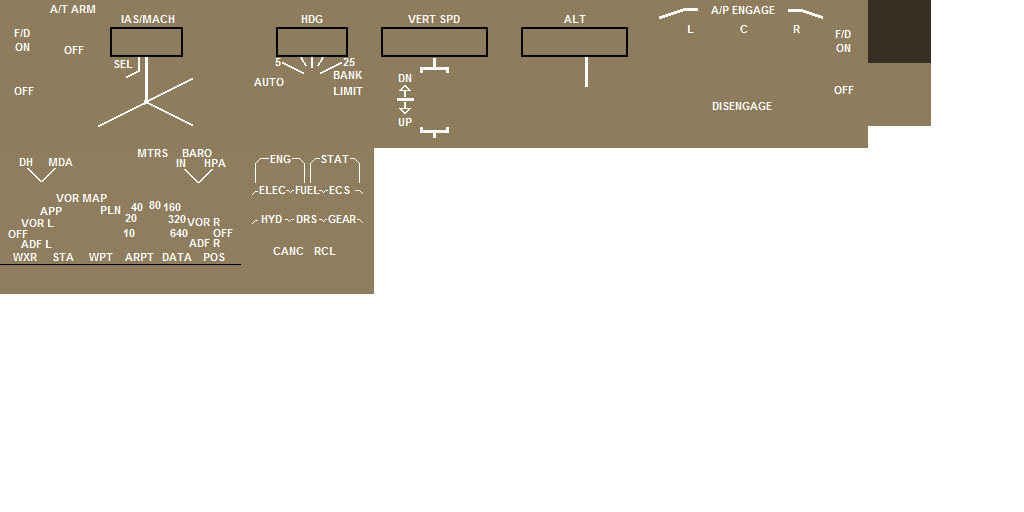 A/T ARM
IAS/MACH HDG VERT SPD ALT A/P ENGAGE
F/D ON OFF L C R F/D ON
SEL 5 25
AUTO BANK LIMIT DN
OFF OFF
UP DISENGAGE
MTRS BARO
DH MDA IN HPA ENG STAT
VOR MAP ELEC FUEL ECS
APP PLN 40 80 160
VOR L 20 320 VOR R HYD DRS GEAR
OFF 10 640 OFF
ADF L ADF R
CANC RCL
WXR STA WPT ARPT DATA POS